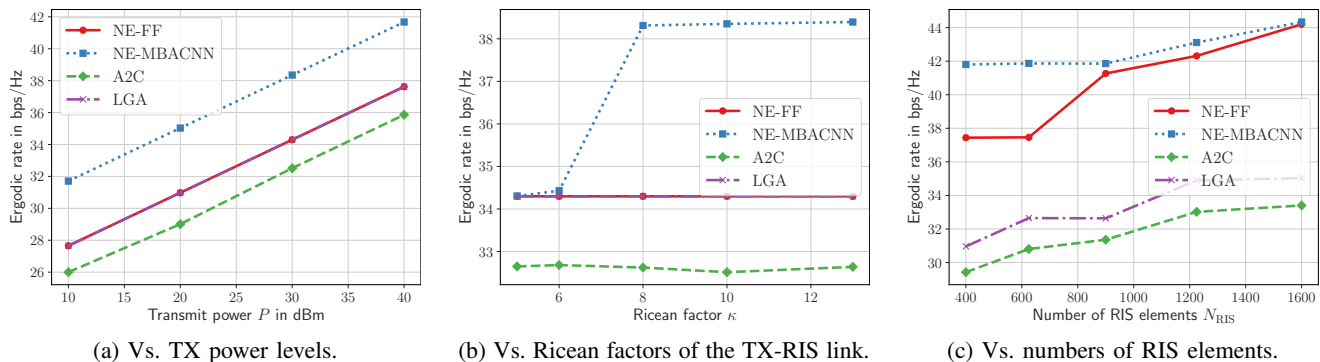 42
40
38
36
34
32
30
28
26
Ergodic rate in bps/Hz
NE-FF
NE-MBACNN
A2C
LGA
10
15
20
25
30
35
40
Transmit power P in dBm
(a) Vs. TX power levels.
38
37
36
35
34
33
Ergodic rate in bps/Hz
NE-FF
NE-MBACNN
A2C
LGA
6
8
10
12
Ricean factor κ
(b) Vs. Ricean factors of the TX-RIS link.
44
42
40
38
36
34
32
30
Ergodic rate in bps/Hz
NE-FF
NE-MBACNN
A2C
LGA
400
600
800
1000
1200
1400
1600
Number of RIS elements N_RIS
(c) Vs. numbers of RIS elements.